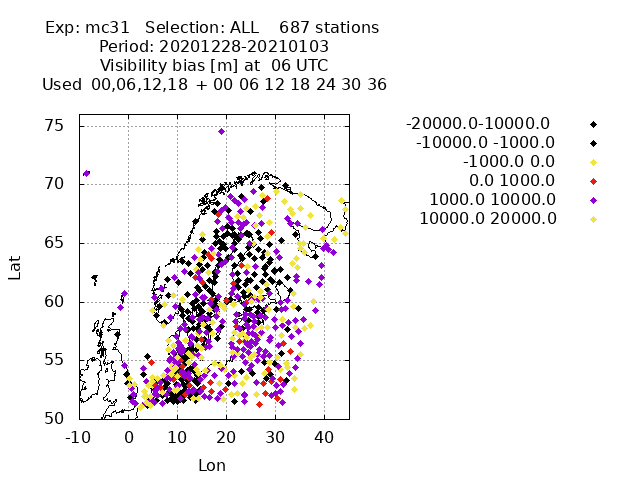 Exp: mc31 Selection: ALL 687 stations
Period: 20201228-20210103
Visibility bias [m] at 06 UTC
Used 00,06,12,18 + 00 06 12 18 24 30 36
-20000.0-10000.0
-10000.0 -1000.0
-1000.0 0.0
0.0 1000.0
1000.0 10000.0
10000.0 20000.0
75
70
65
60
55
50
Lat
-10 0 10 20 30 40
Lon